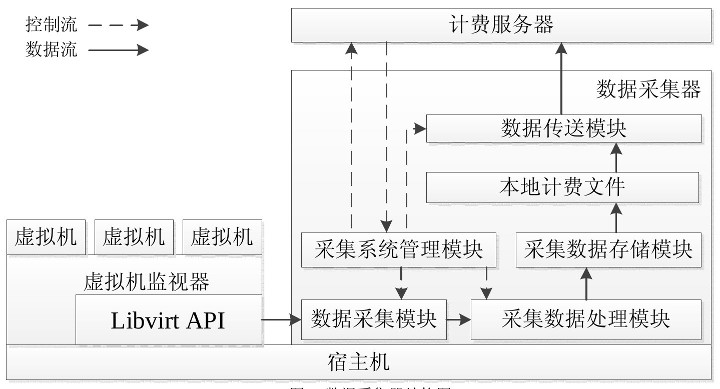 控制流
数据流
计费服务器
数据采集器
数据传送模块
本地计费文件
虚拟机 虚拟机 虚拟机
采集系统管理模块 采集数据存储模块
虚拟机监视器
Libvirt API
数据采集模块 采集数据处理模块
宿主机